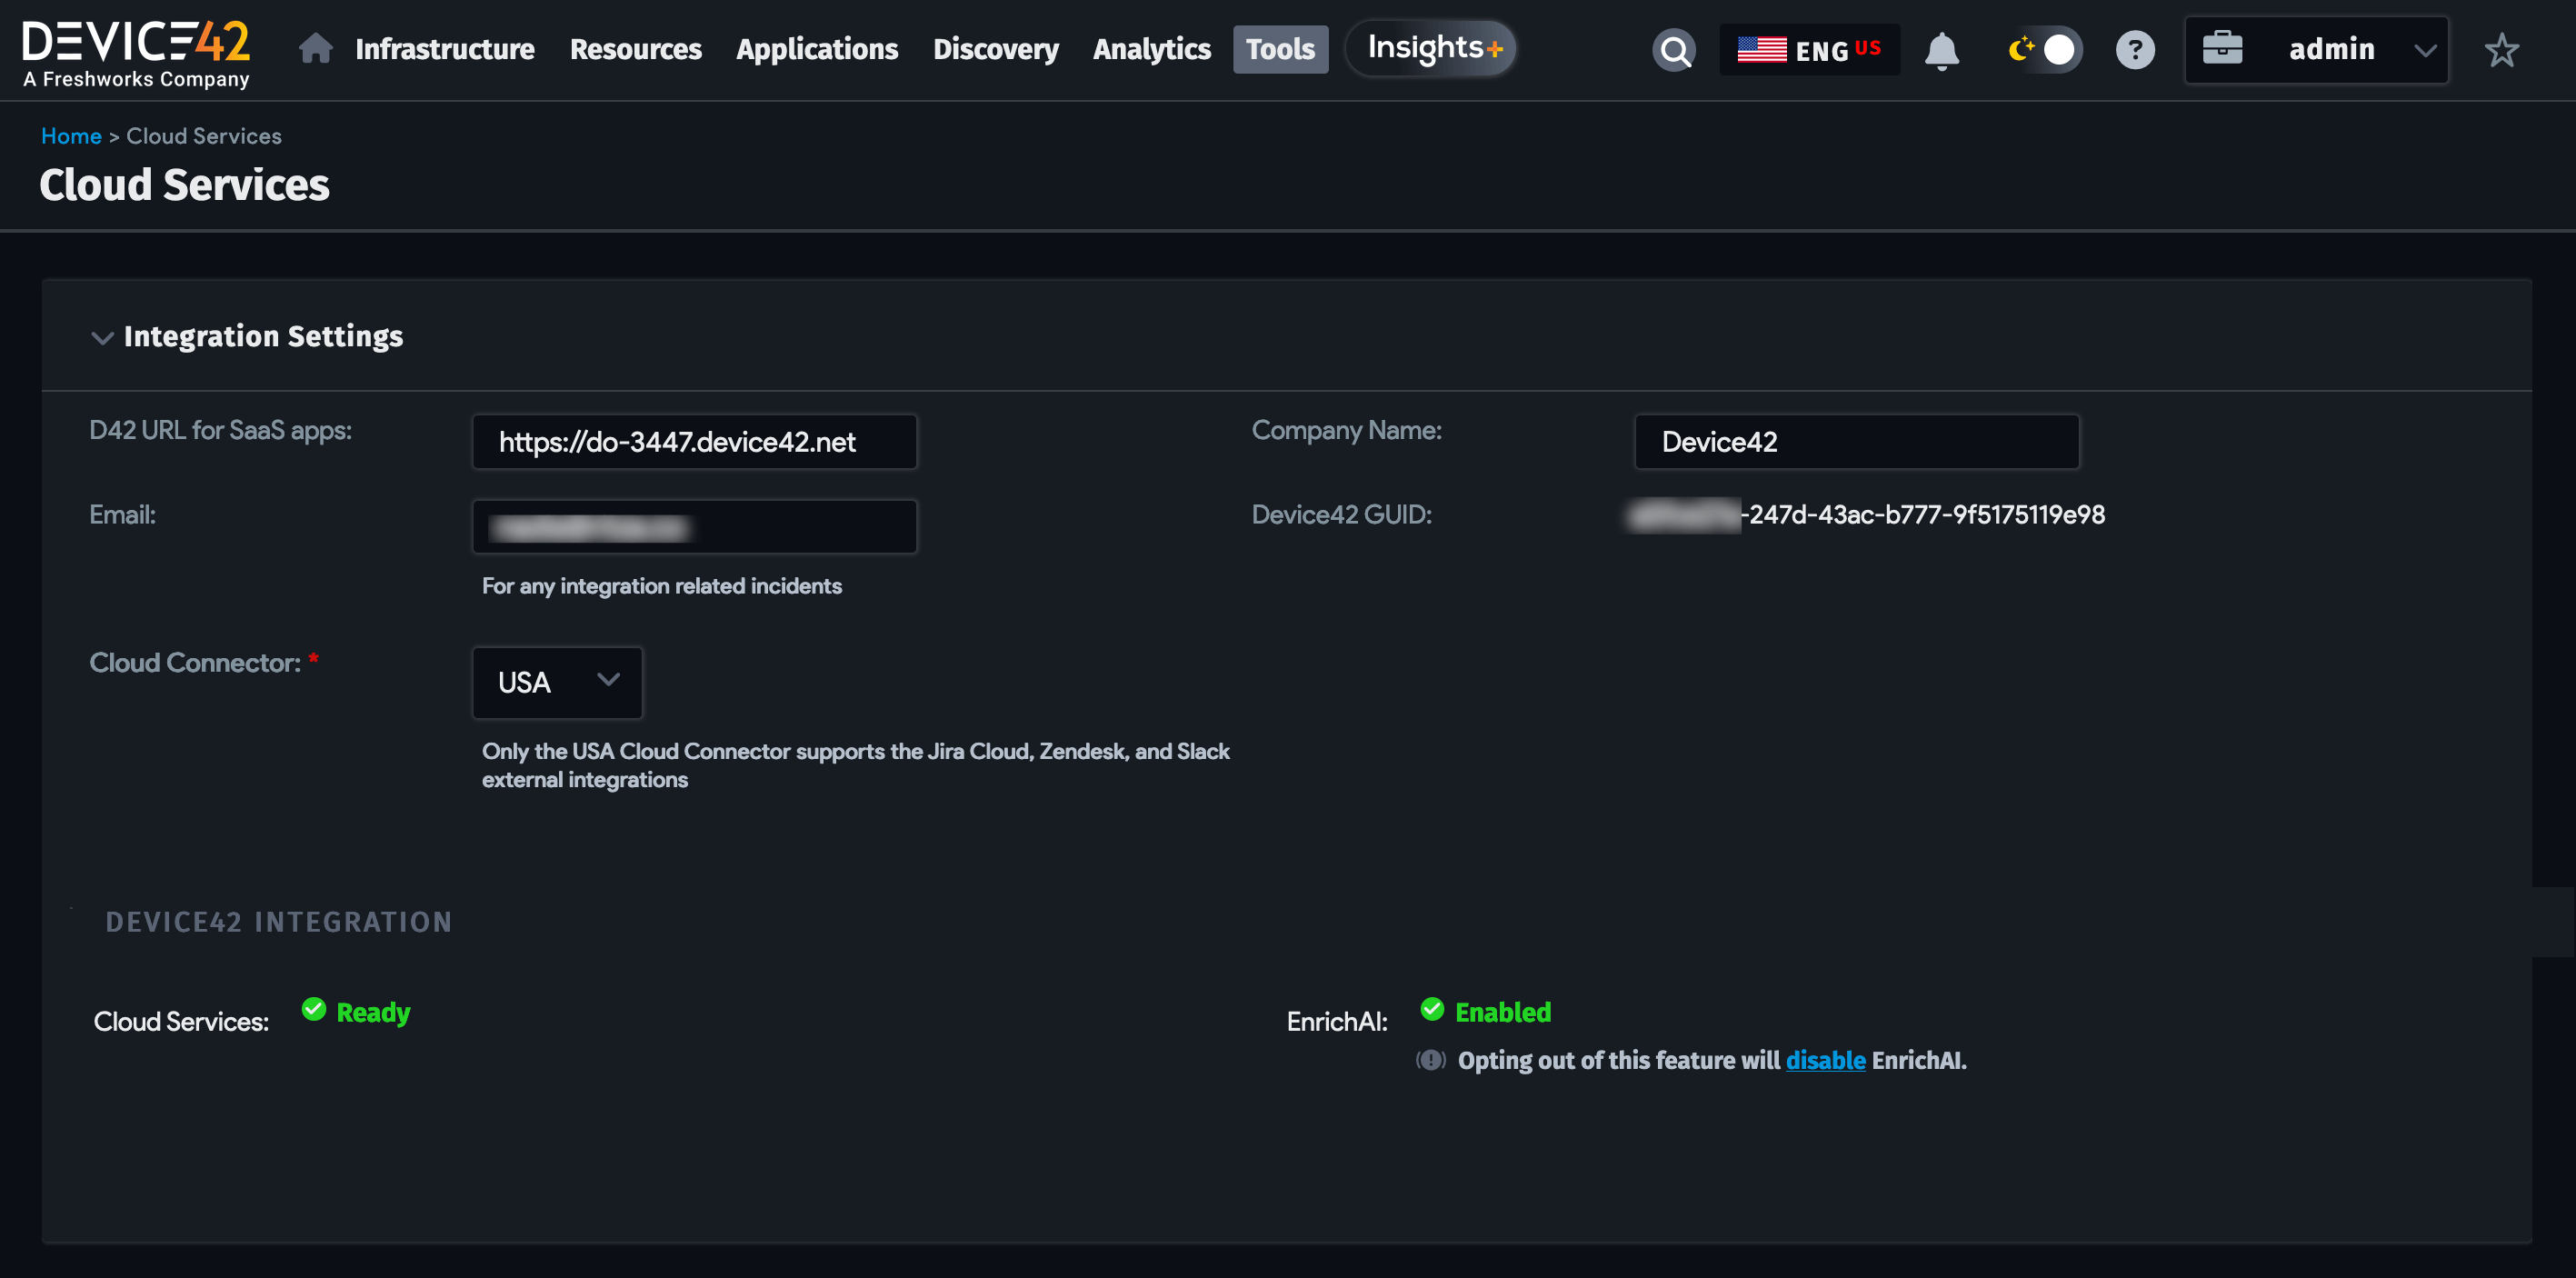 DEVICE42
A Freshworks Company
Infrastructure Resources Applications Discovery Analytics Tools Insights+ ENG US admin
Home > Cloud Services
Cloud Services
Integration Settings
D42 URL for SaaS apps: https://do-3447.device42.net Company Name: Device42
Email: Device42 GUID: -247d-43ac-b777-9f5175119e98
For any integration related incidents
Cloud Connector: * USA
Only the USA Cloud Connector supports the Jira Cloud, Zendesk, and Slack
external integrations
DEVICE42 INTEGRATION
Cloud Services: Ready EnrichAI: Enabled
Opting out of this feature will disable EnrichAI.